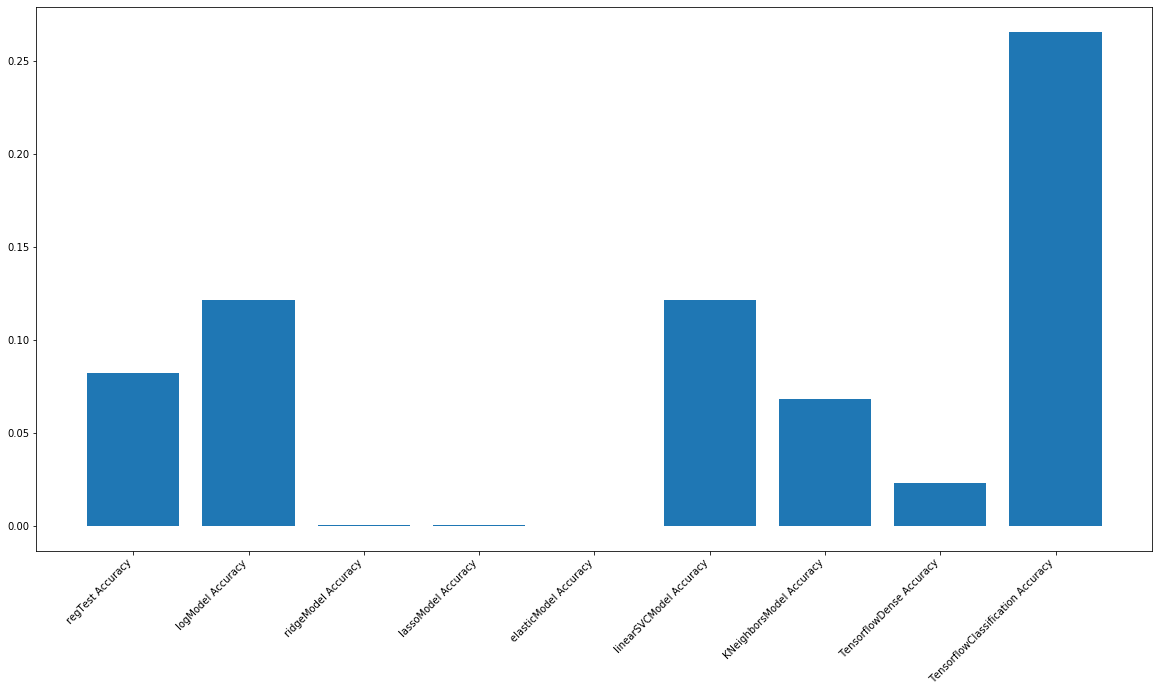 0.25
0.20
0.15
0.10
0.05
0.00
regTest Accuracy
logModel Accuracy
ridgeModel Accuracy
lassoModel Accuracy
elasticModel Accuracy
linearSVCModel Accuracy
KNeighborsModel Accuracy
TensorflowDense Accuracy
TensorflowClassification Accuracy